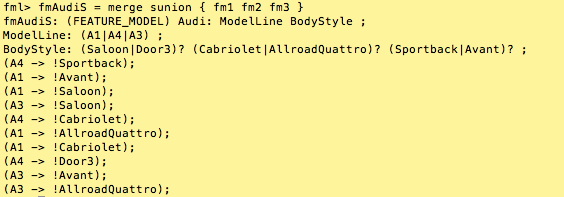 fml> fmAudiS = merge sunion { fm1 fm2 fm3 }
fmAudiS: (FEATURE_MODEL) Audi: ModelLine BodyStyle ;
ModelLine: (A1|A4|A3) ;
BodyStyle: (Saloon|Door3)? (Cabriolet|AllroadQuattro)? (Sportback|Avant)? ;
(A4 -> !Sportback);
(A1 -> !Avant);
(A1 -> !Saloon);
(A3 -> !Saloon);
(A4 -> !Cabriolet);
(A1 -> !AllroadQuattro);
(A1 -> !Cabriolet);
(A4 -> !Door3);
(A3 -> !Avant);
(A3 -> !AllroadQuattro);